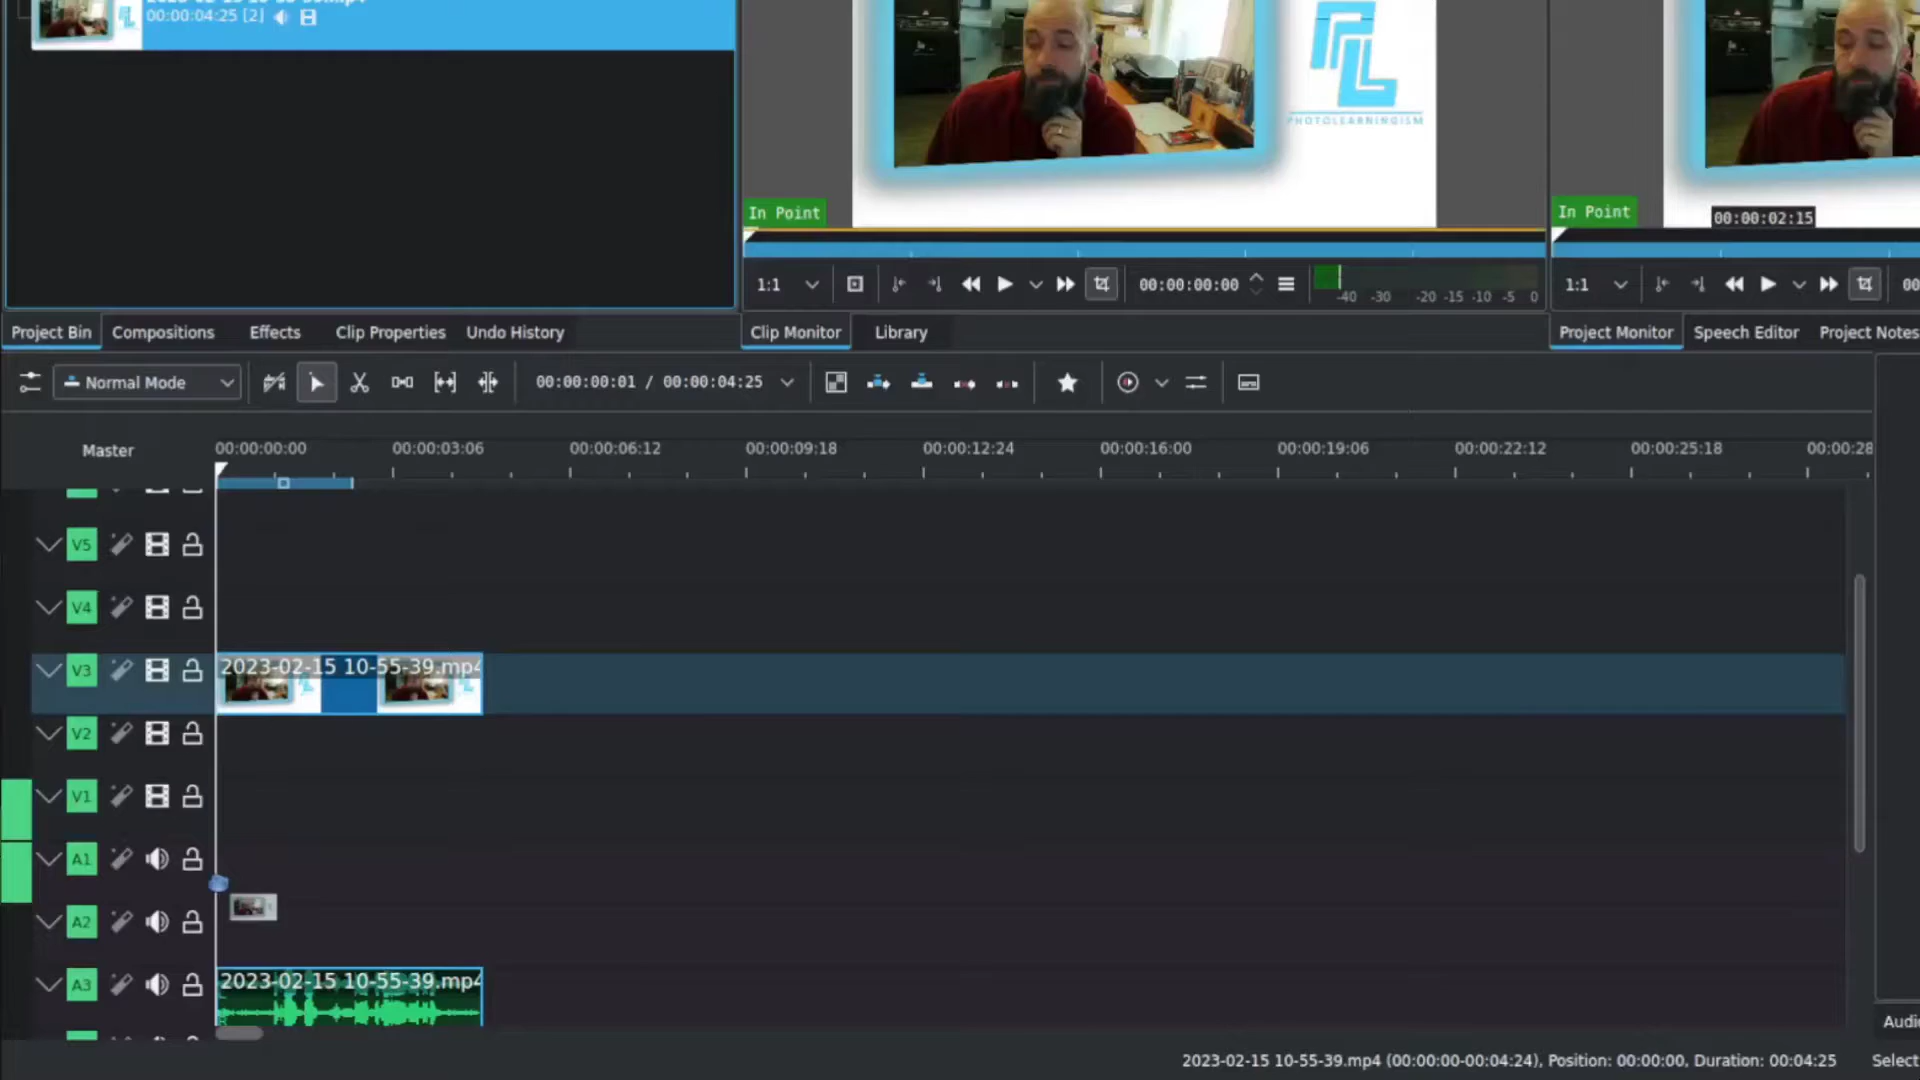 00:00:04:25 [2]
PHOTOLEARNINGISM
In Point
In Point
00:00:02:15
1:1
00:00:00:00
-40 -30 -20 -15 -10 -5 0
1:1
Project Bin Compositions Effects Clip Properties Undo History
Clip Monitor Library
Project Monitor Speech Editor Project Notes
Normal Mode
00:00:00:01 / 00:00:04:25
Master
00:00:00:00 00:00:03:06 00:00:06:12 00:00:09:18 00:00:12:24 00:00:16:00 00:00:19:06 00:00:22:12 00:00:25:18 00:00:28
V5
V4
V3
2023-02-15 10-55-39.mp4
V2
V1
A1
A2
A3
2023-02-15 10-55-39.mp4
Audi
2023-02-15 10-55-39.mp4 (00:00:00-00:04:24), Position: 00:00:00, Duration: 00:04:25
Select